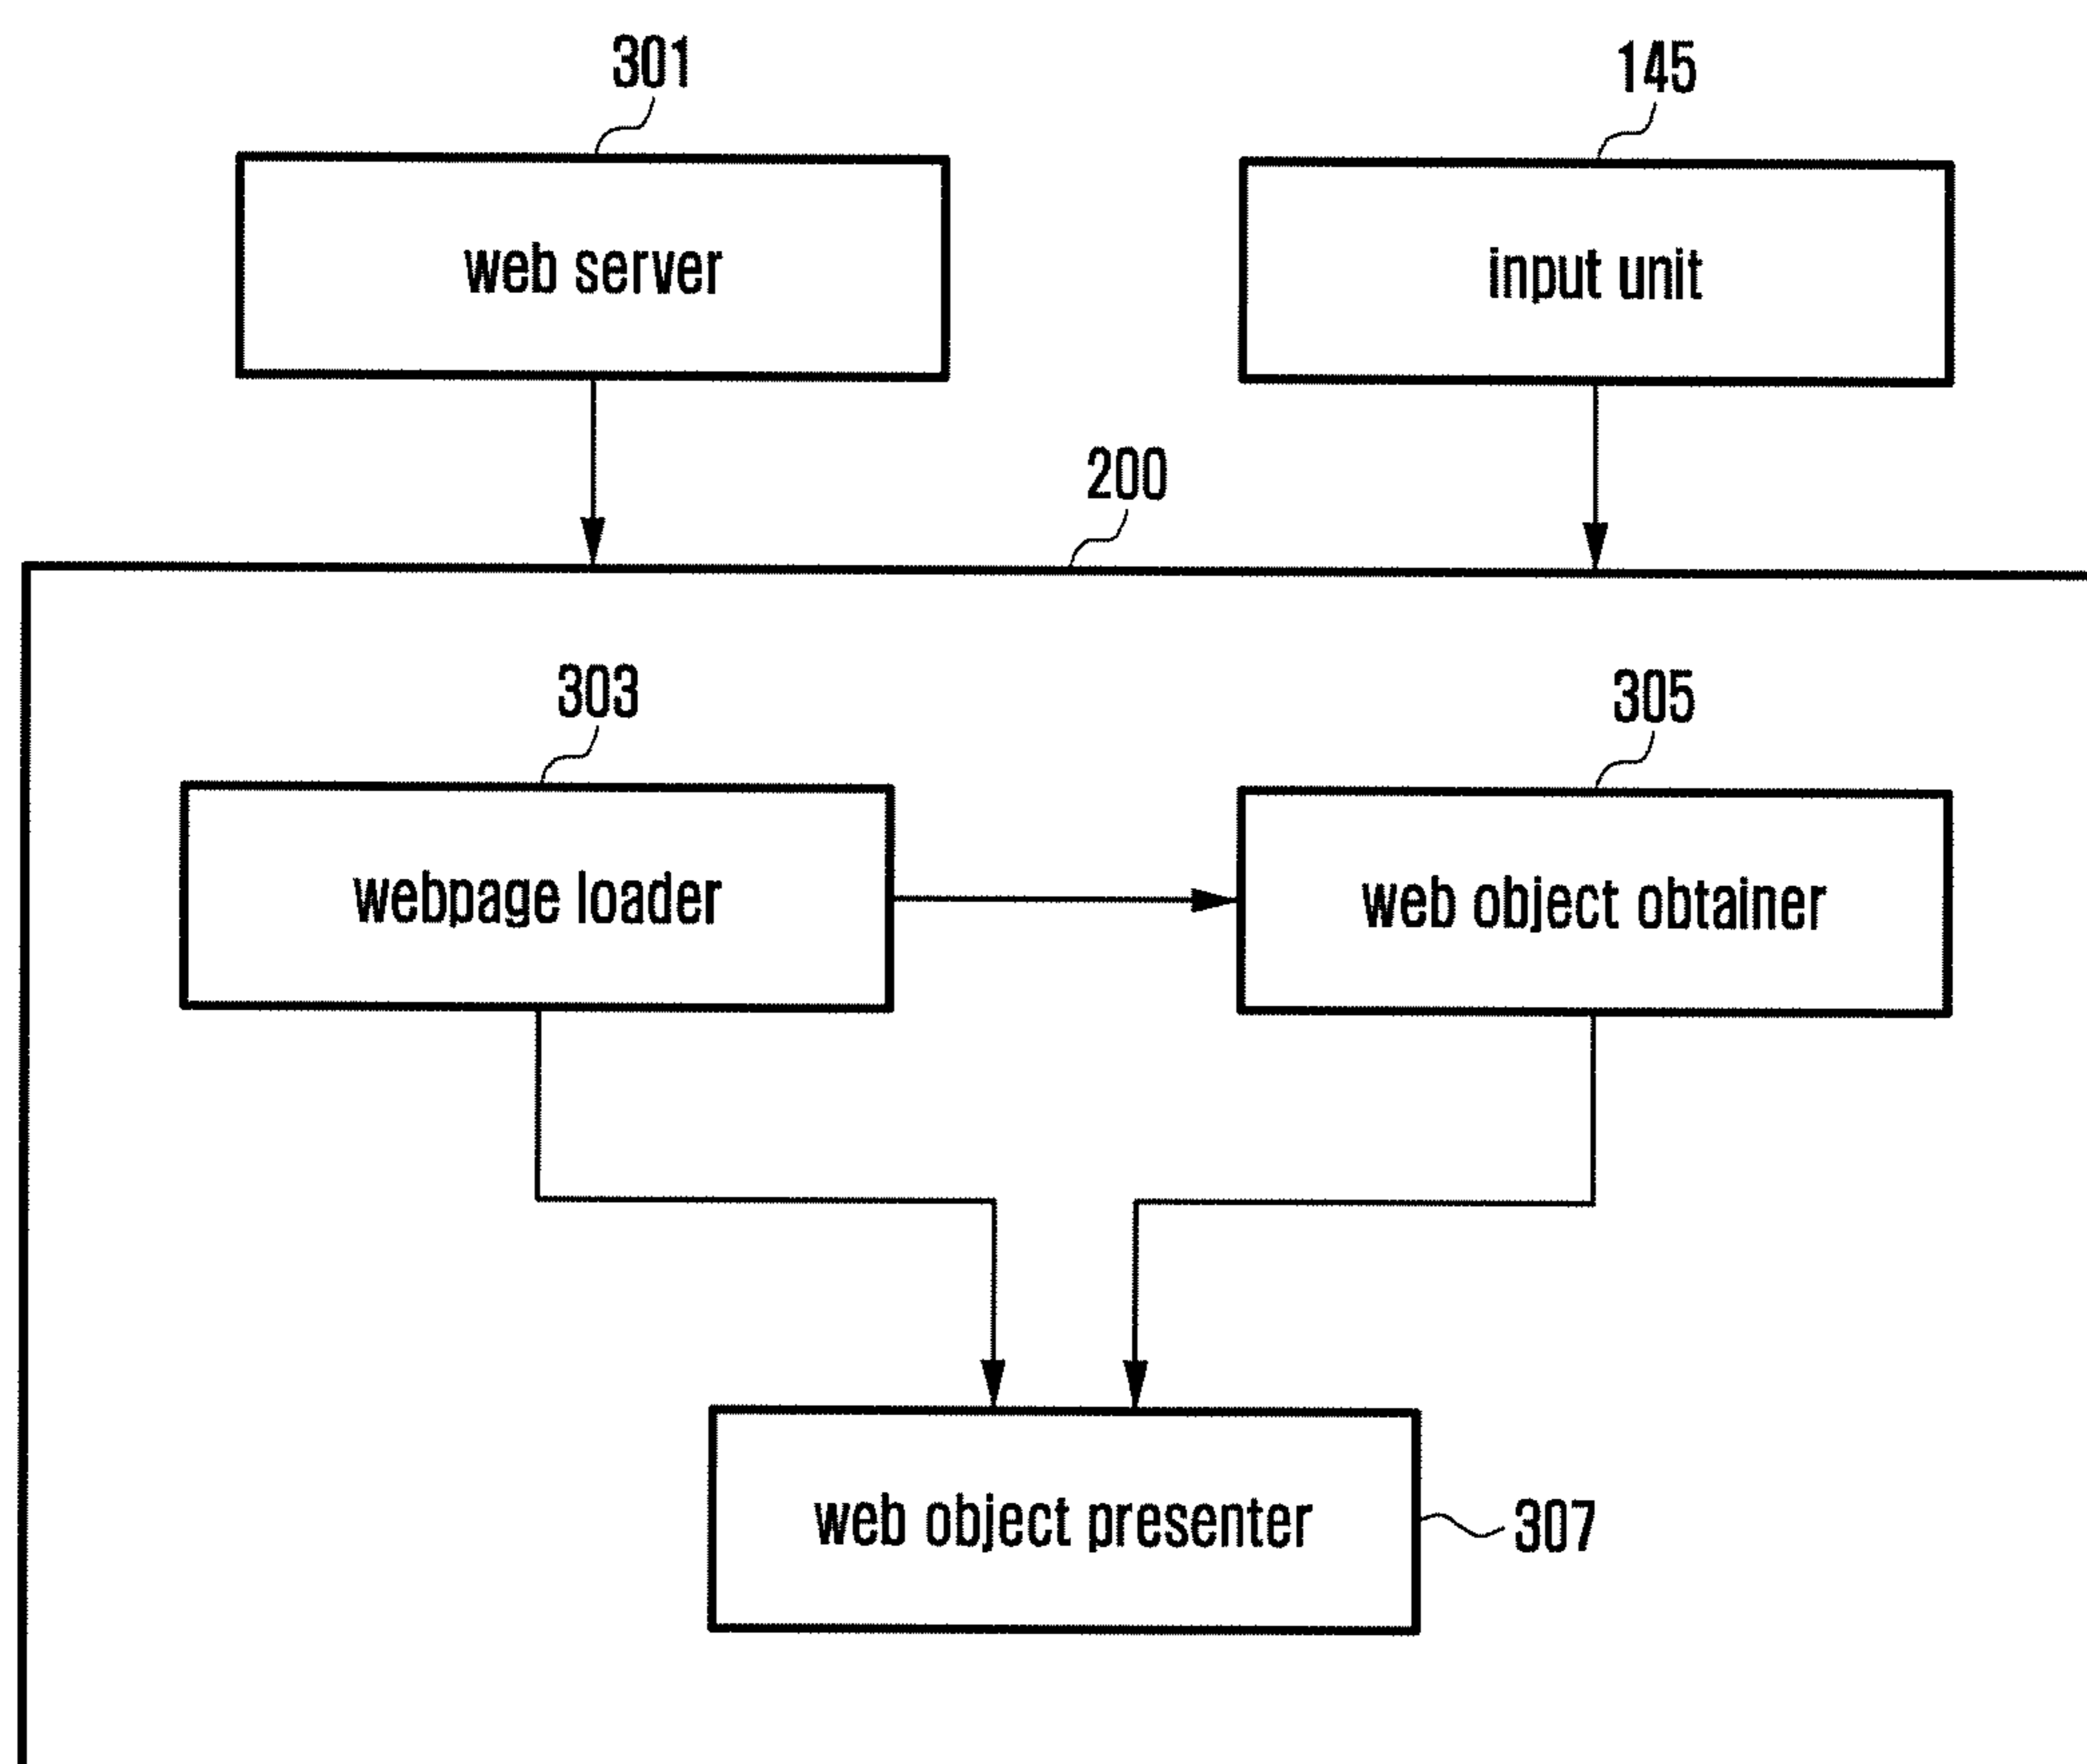 301
145
web server
input unit
200
303
305
webpage loader
web object obtainer
web object presenter
307